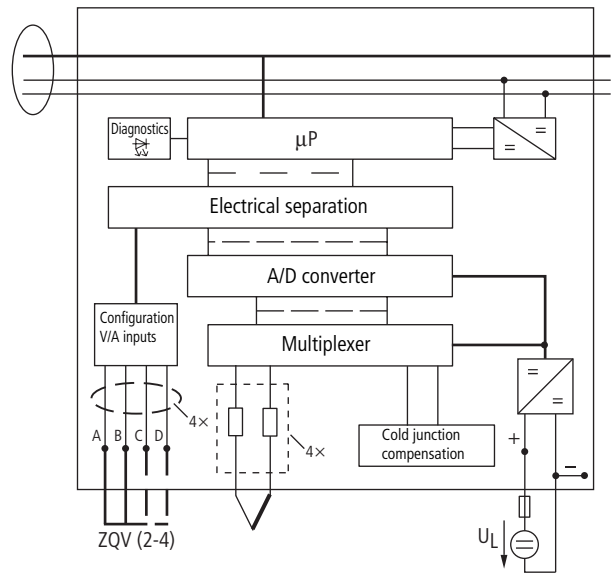 Diagnostics
µP
=
=
Electrical separation
A/D converter
Configuration
V/A inputs
Multiplexer
=
=
A
B
C
D
4×
4×
Cold junction
compensation
+
–
ZQV (2-4)
UL
=